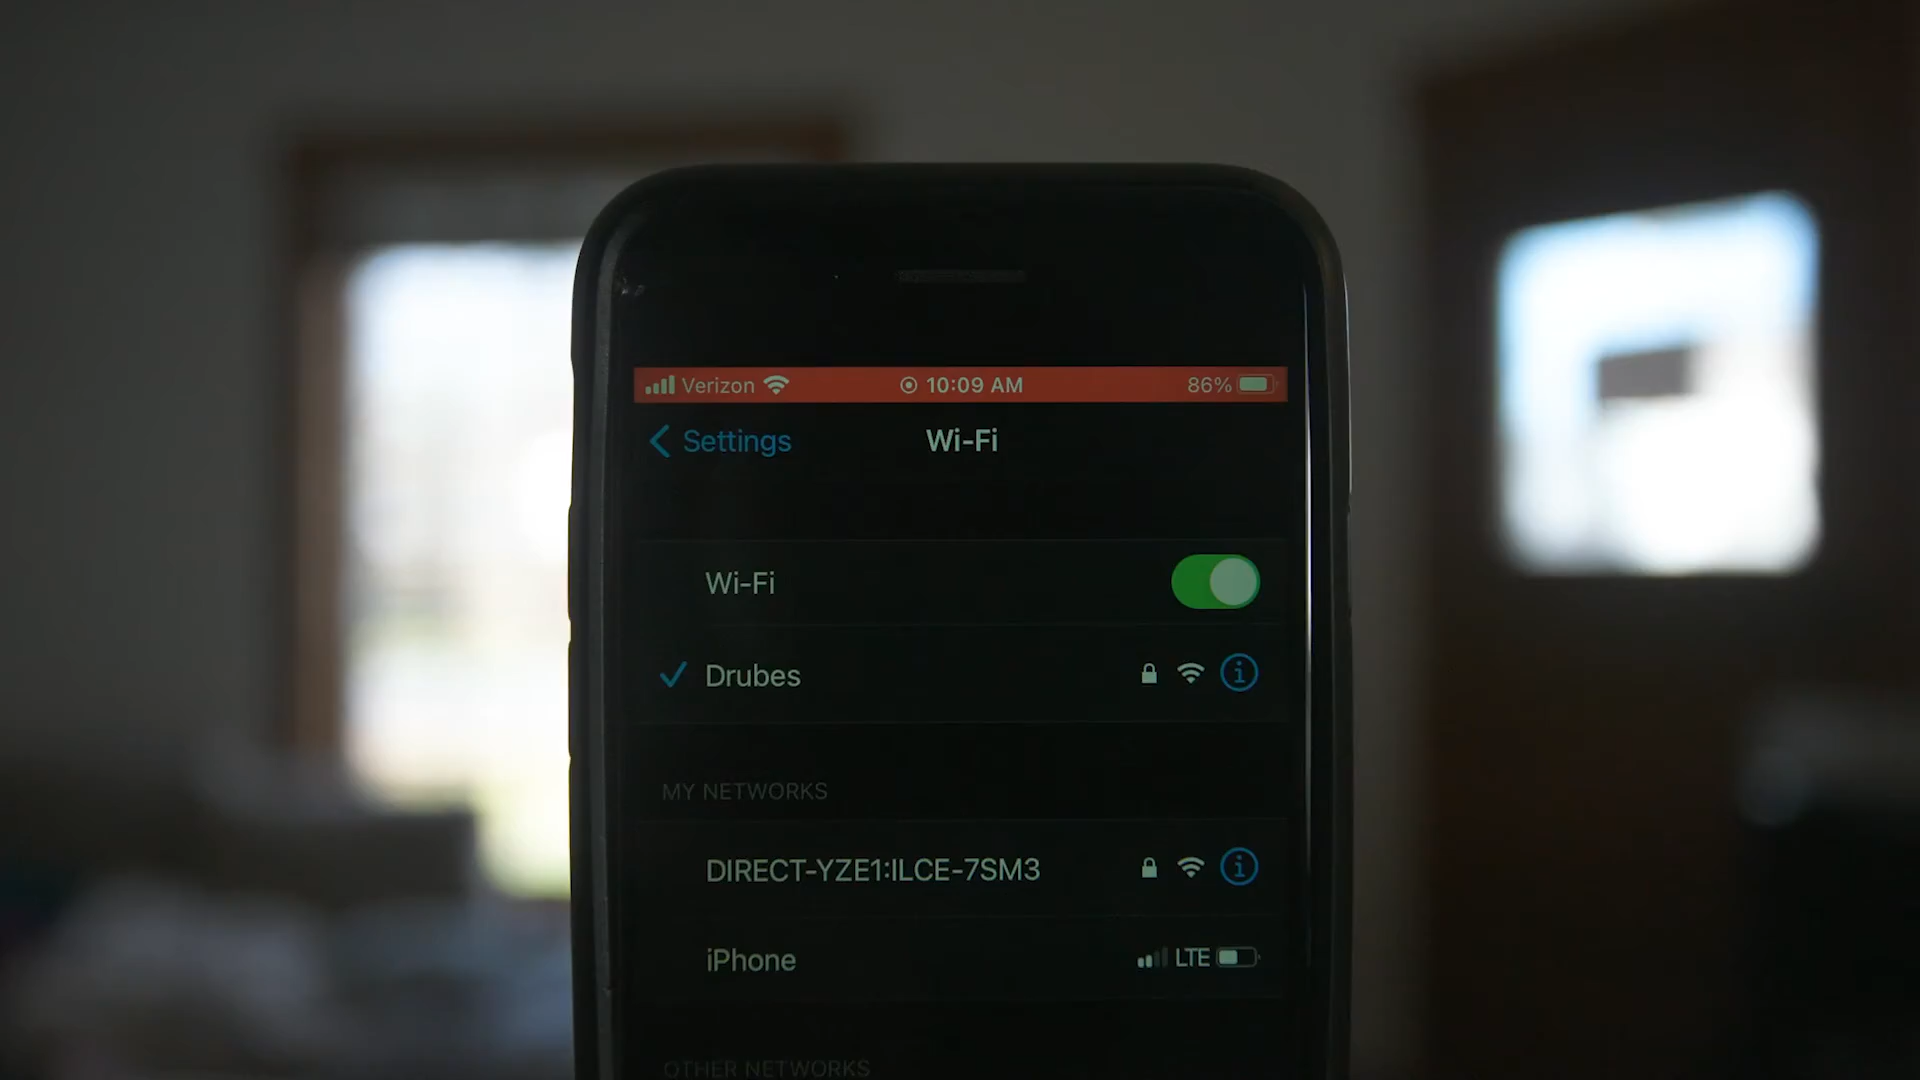 Verizon 10:09 AM 86%
Settings Wi-Fi
Wi-Fi
Drubes
MY NETWORKS
DIRECT-YZE1:ILCE-7SM3
iPhone LTE
OTHER NETWORKS